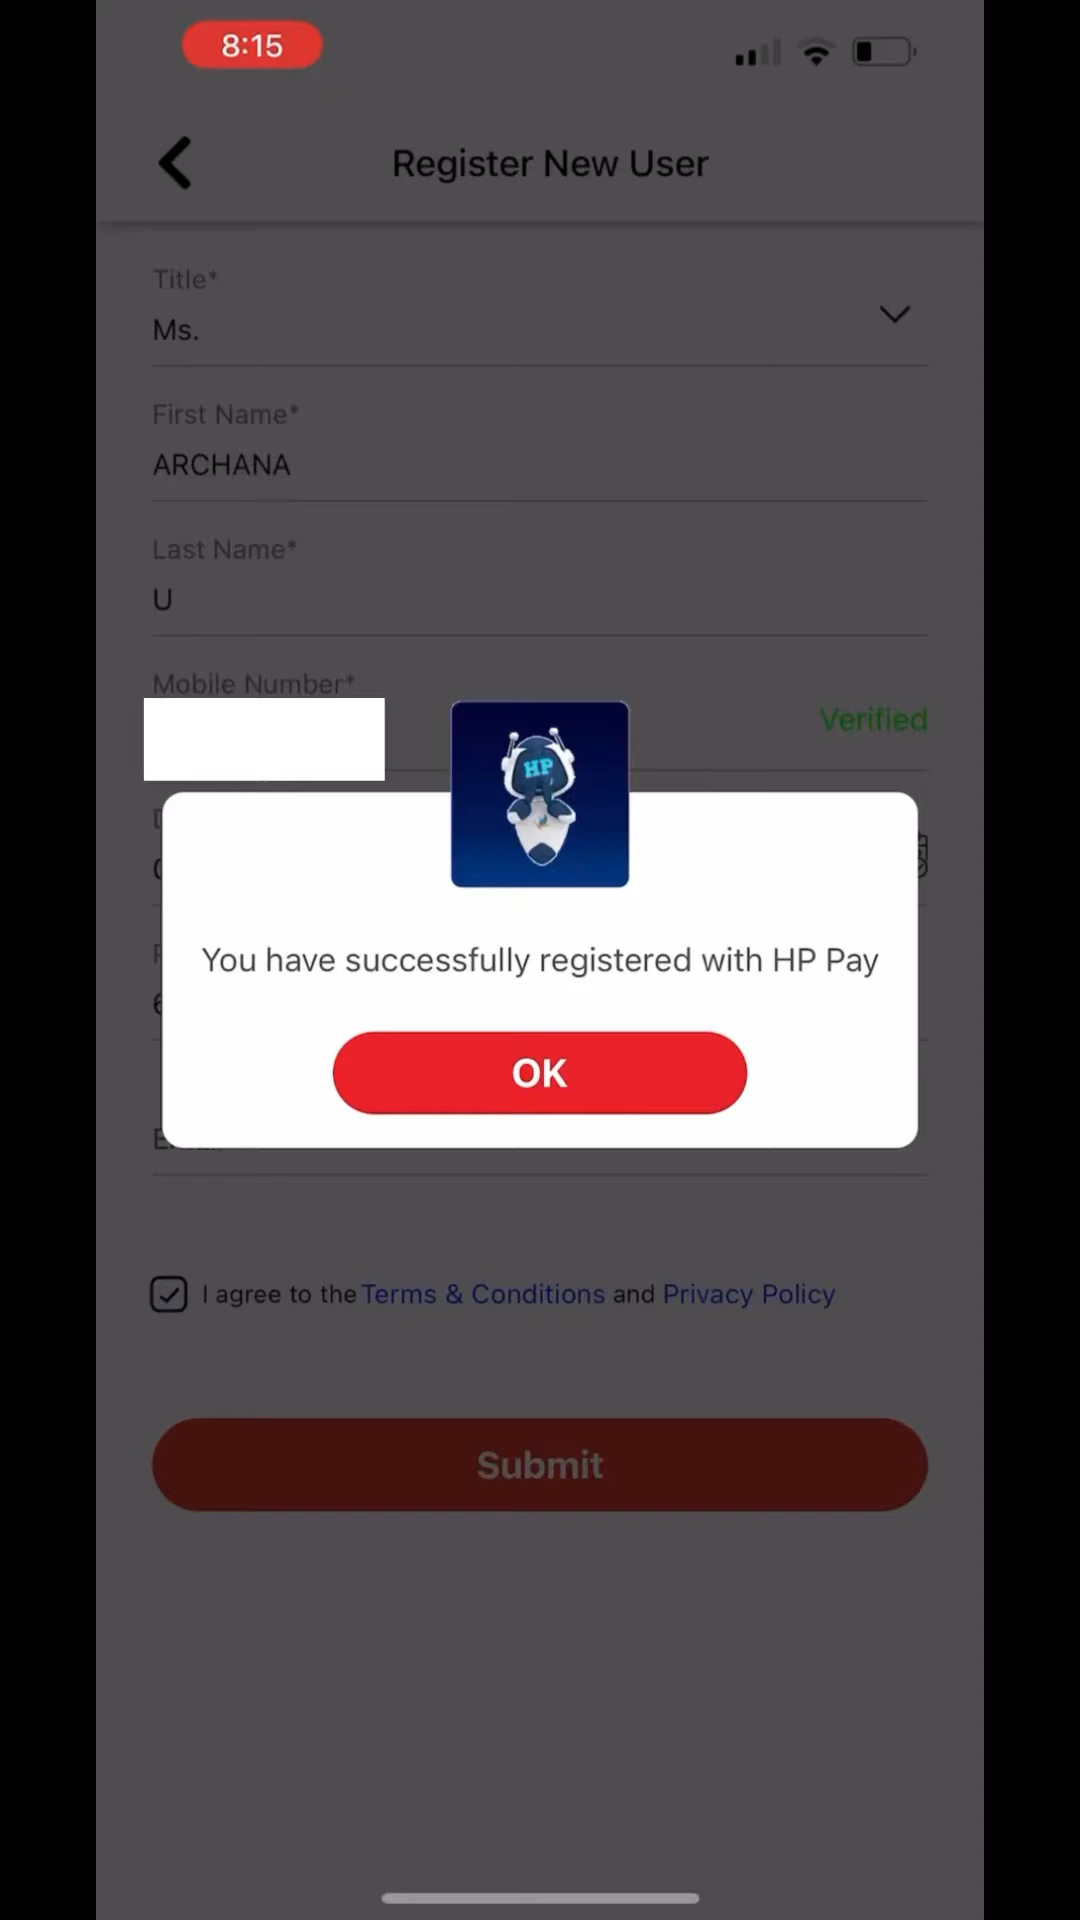 8:15
Register New User
Title*
Ms.
First Name*
ARCHANA
Last Name*
U
Mobile Number*
Verified
HP
You have successfully registered with HP Pay
OK
I agree to the Terms & Conditions and Privacy Policy
Submit